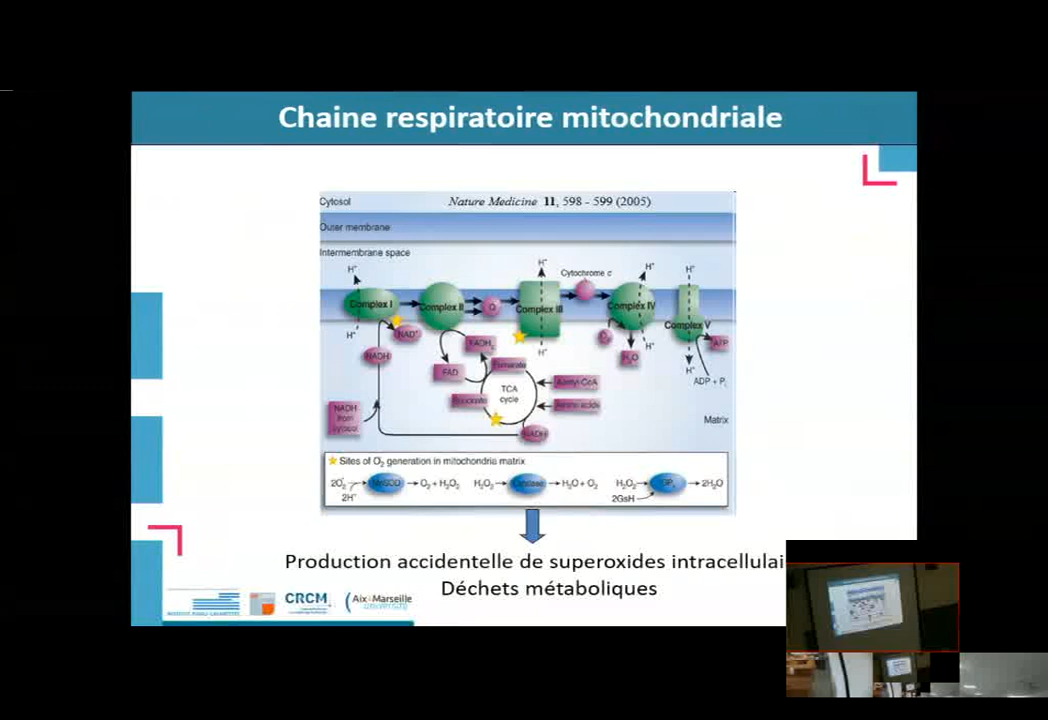 Chaine respiratoire mitochondriale
Cytosol
Nature Medicine 11, 598 - 599 (2005)
Outer membrane
Intermembrane space
H⁺
H⁺
H⁺
H⁺
Cytochrome c
Complex I
Complex II
Q
Complex III
Complex IV
Complex V
H⁺
NAD⁺
H⁺
H⁺
H⁺
NADH
FADH₂
O₂
H₂O
ATP
FAD
Fumarate
ADP + Pᵢ
TCA
cycle
Acetyl-CoA
Amino acids
NADH
from
cytosol
Matrix
NADH
Sites of O₂ generation in mitochondria matrix
2O₂ → MnSOD → O₂ + H₂O₂ H₂O₂ → Catalase → H₂O + O₂ H₂O₂ → GPx → 2H₂O
2H⁺ 2GsH
Production accidentelle de superoxides intracellulai
Déchets métaboliques
CRCM
Aix-Marseille
université